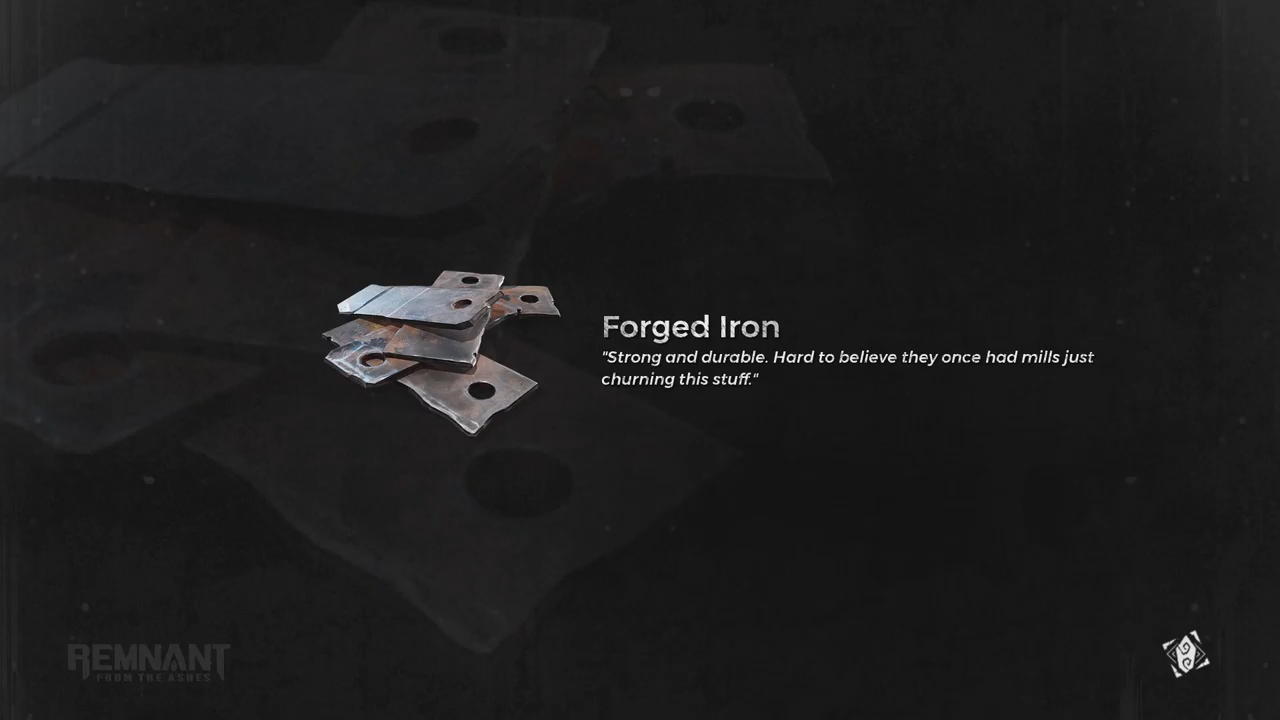 Forged Iron
"Strong and durable. Hard to believe they once had mills just
churning this stuff."
REMNANT
FROM THE ASHES